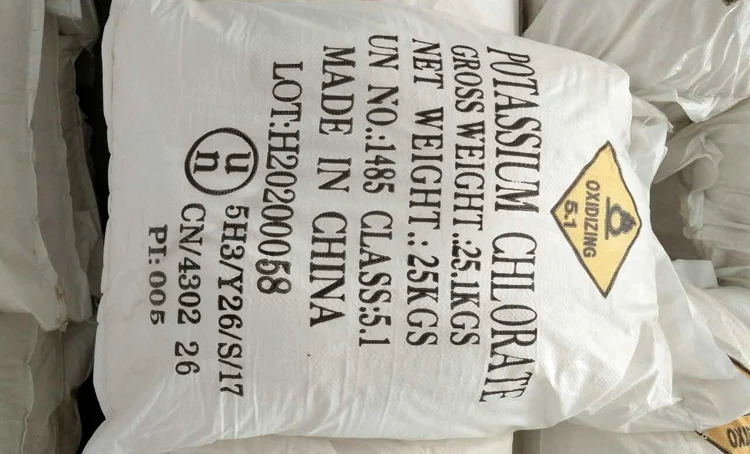 OXIDIZING
5.1
POTASSIUM CHLORATE
GROSS WEIGHT.:25.1KGS
NET WEIGHT.: 25KGS
UN NO.:1485 CLASS:5.1
MADE IN CHINA
LOT:H20200058
u
n
5H3/Y26/S/17
CN/4302 26
PI:005